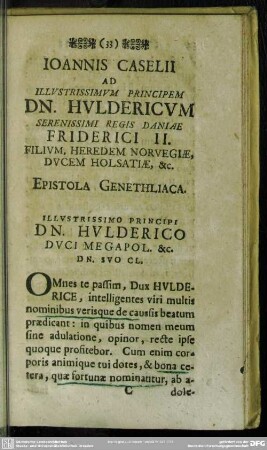 (33)
IOANNIS CASELII
AD
ILLVSTRISSIMVM PRINCIPEM
DN. HVLDERICVM
SERENISSIMI REGIS DANIAE
FRIDERICI II.
FILIVM, HEREDEM NORVEGIÆ,
DVCEM HOLSATIÆ, &c.
EPISTOLA GENETHLIACA.
ILLVSTRISSIMO PRINCIPI
DN. HVLDERICO
DVCI MEGAPOL. &c.
DN. SVO CL.
OMnes te passim, Dux HVLDE-
RICE, intelligentes viri multis
nominibus verisque de caussis beatum
prædicant: in quibus nomen meum
sine adulatione, opinor, recte ipse
quoque profitebor. Cum enim cor-
poris animique tui dotes, & bona ce-
tera, quæ fortunæ nominantur, ab a-
C dole-